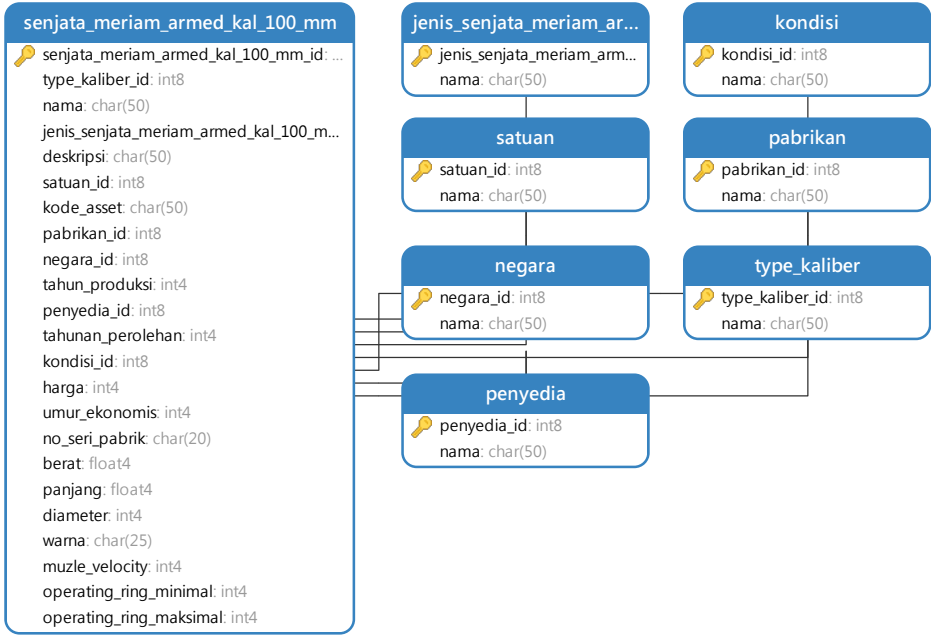 senjata_meriam_armed_kal_100_mm
senjata_meriam_armed_kal_100_mm_id: ...
type_kaliber_id: int8
nama: char(50)
jenis_senjata_meriam_armed_kal_100_m...
deskripsi: char(50)
satuan_id: int8
kode_asset: char(50)
pabrikan_id: int8
negara_id: int8
tahun_produksi: int4
penyedia_id: int8
tahunan_perolehan: int4
kondisi_id: int8
harga: int4
umur_ekonomis: int4
no_seri_pabrik: char(20)
berat: float4
panjang: float4
diameter: int4
warna: char(25)
muzle_velocity: int4
operating_ring_minimal: int4
operating_ring_maksimal: int4
jenis_senjata_meriam_ar...
jenis_senjata_meriam_arm...
nama: char(50)
kondisi
kondisi_id: int8
nama: char(50)
satuan
satuan_id: int8
nama: char(50)
pabrikan
pabrikan_id: int8
nama: char(50)
negara
negara_id: int8
nama: char(50)
type_kaliber
type_kaliber_id: int8
nama: char(50)
penyedia
penyedia_id: int8
nama: char(50)